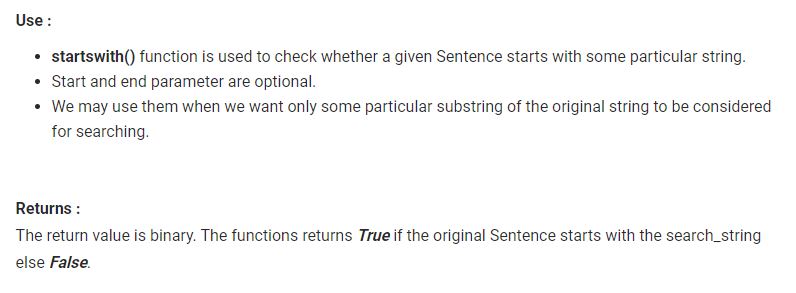 Use :
• startswith() function is used to check whether a given Sentence starts with some particular string.
• Start and end parameter are optional.
• We may use them when we want only some particular substring of the original string to be considered
for searching.
Returns :
The return value is binary. The functions returns True if the original Sentence starts with the search_string
else False.